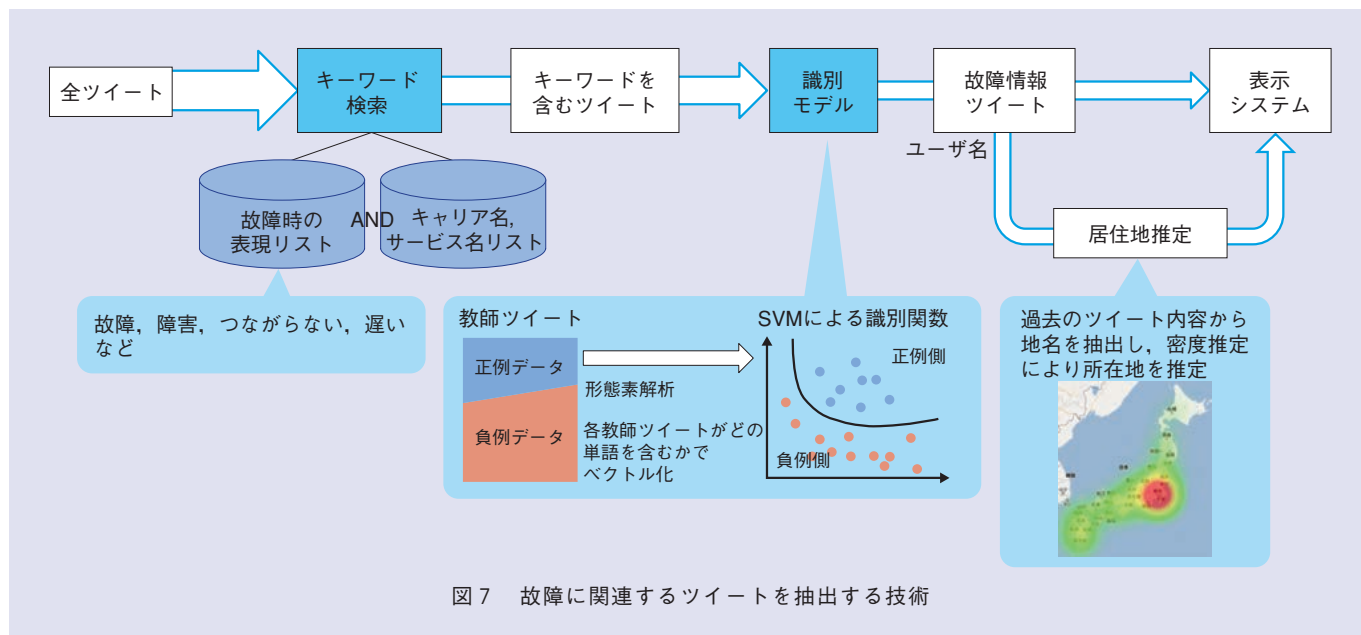 全ツイート
キーワード
検索
キーワードを
含むツイート
識別
モデル
故障情報
ツイート
表示
システム
ユーザ名
故障時の
表現リスト
AND
キャリア名,
サービス名リスト
居住地推定
故障，障害，つながらない，遅い
など
教師ツイート
正例データ
負例データ
形態素解析
各教師ツイートがどの
単語を含むかで
ベクトル化
SVMによる識別関数
正例側
負例側
過去のツイート内容から
地名を抽出し，密度推定
により所在地を推定
図7　故障に関連するツイートを抽出する技術